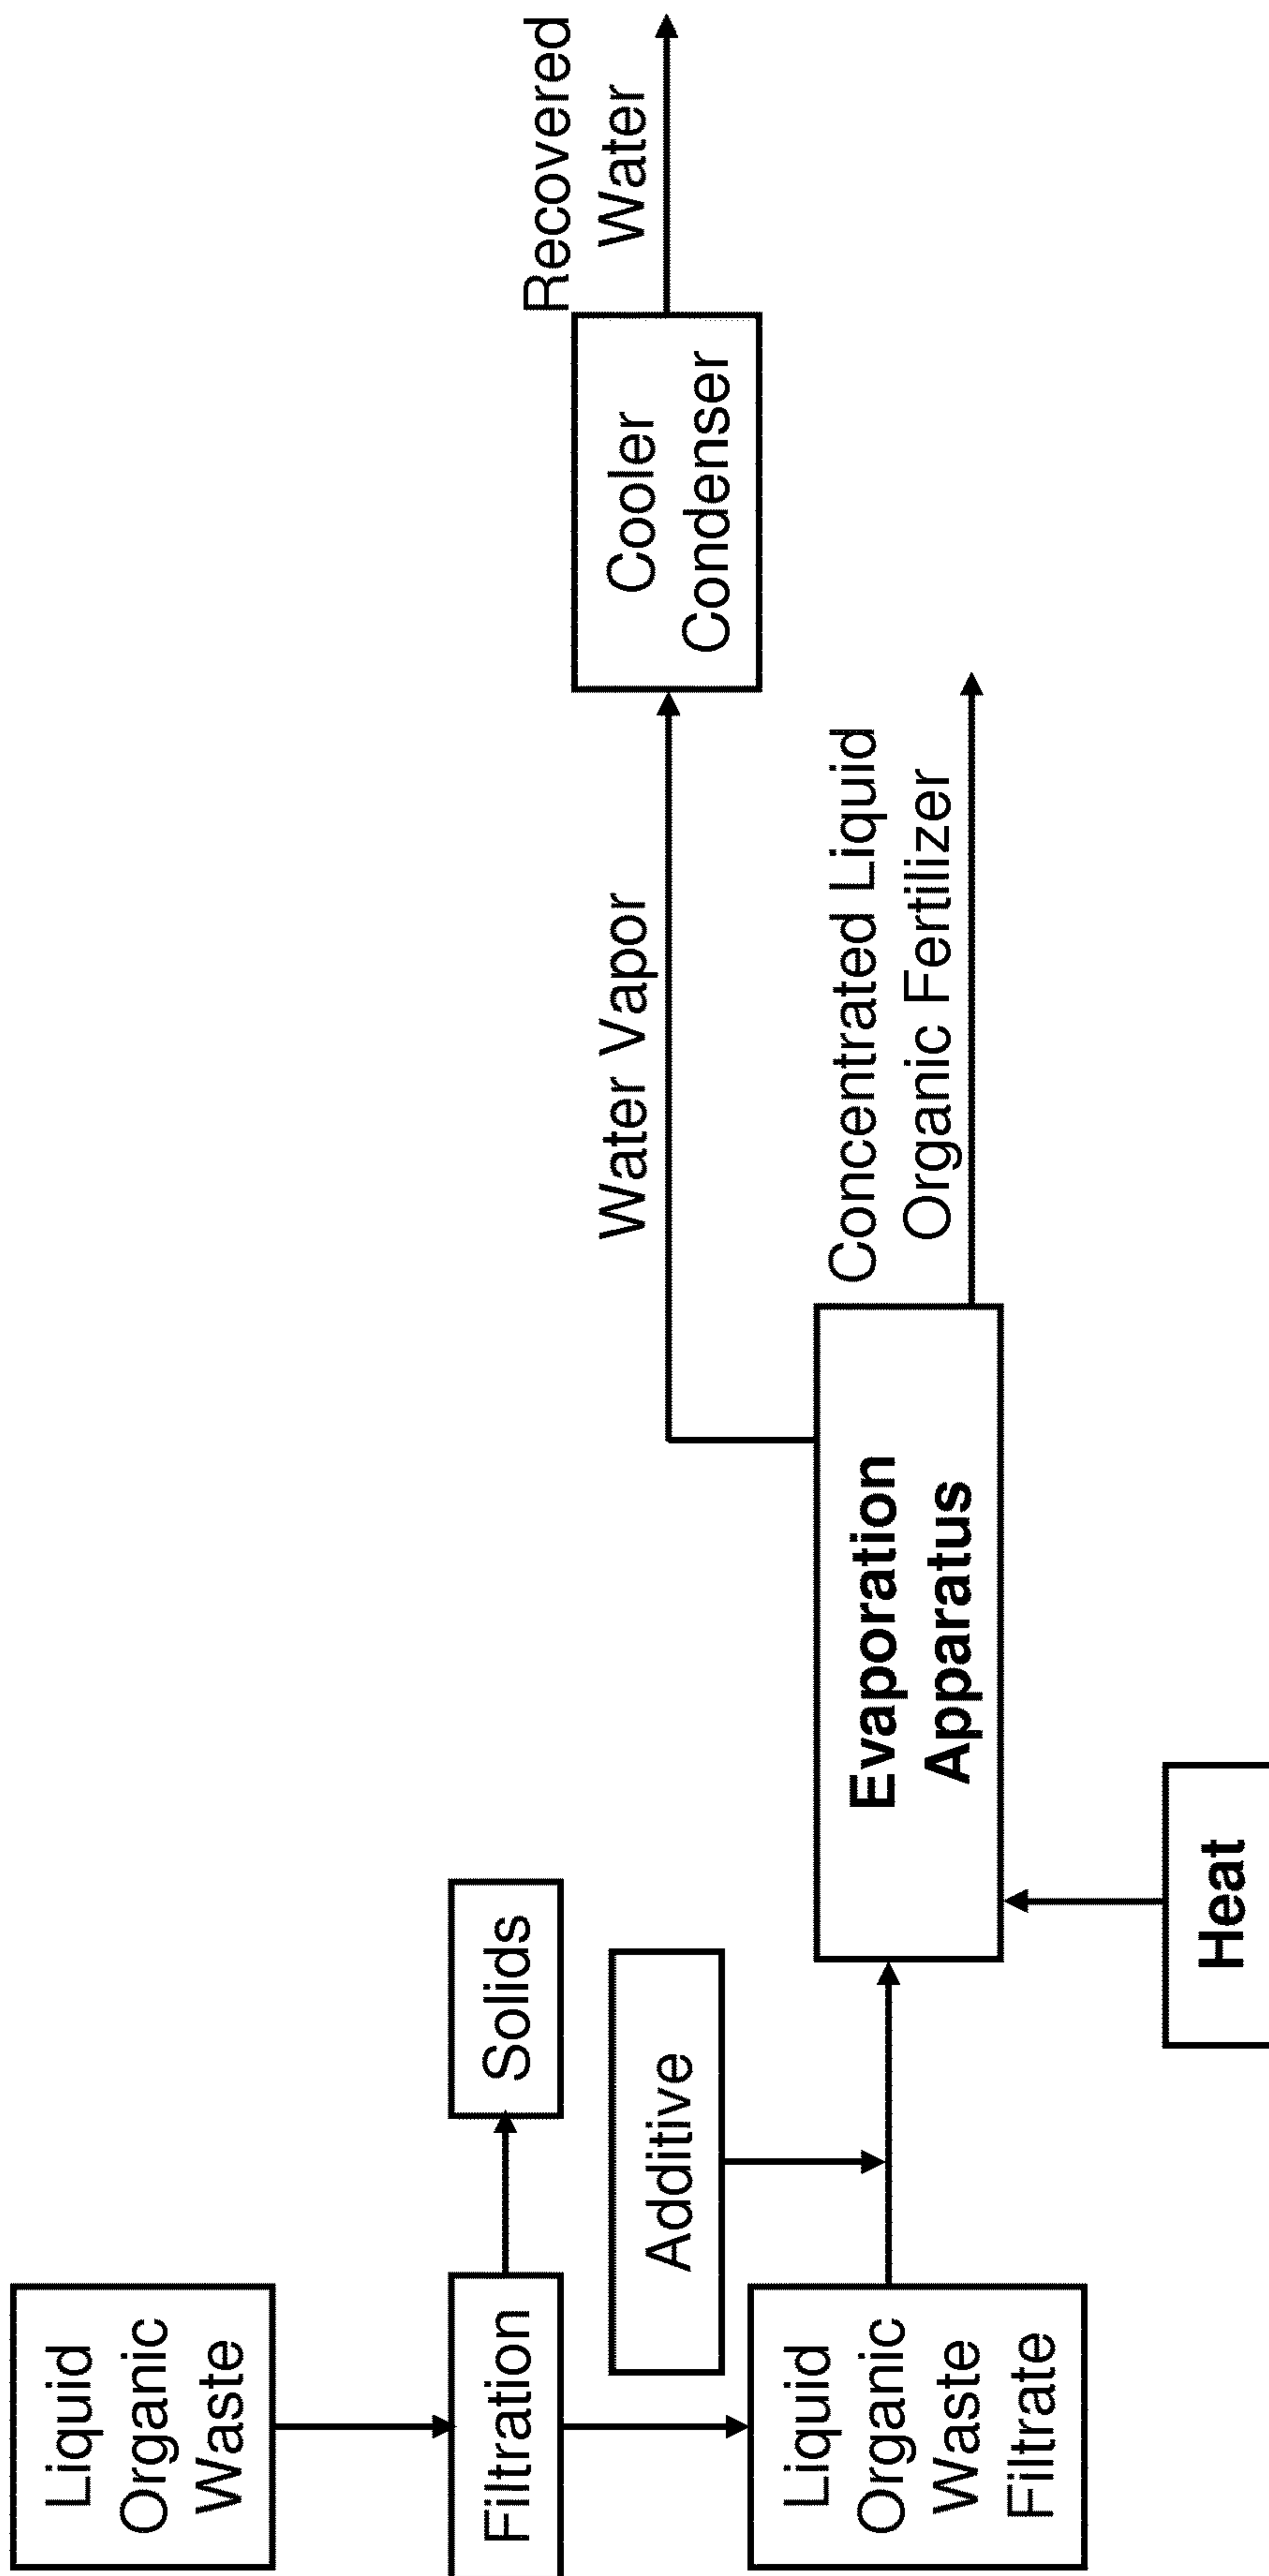 Liquid
Organic
Waste
Filtration
Solids
Additive
Liquid
Organic
Waste
Filtrate
Evaporation
Apparatus
Heat
Water Vapor
Concentrated Liquid
Organic Fertilizer
Cooler
Condenser
Recovered
Water